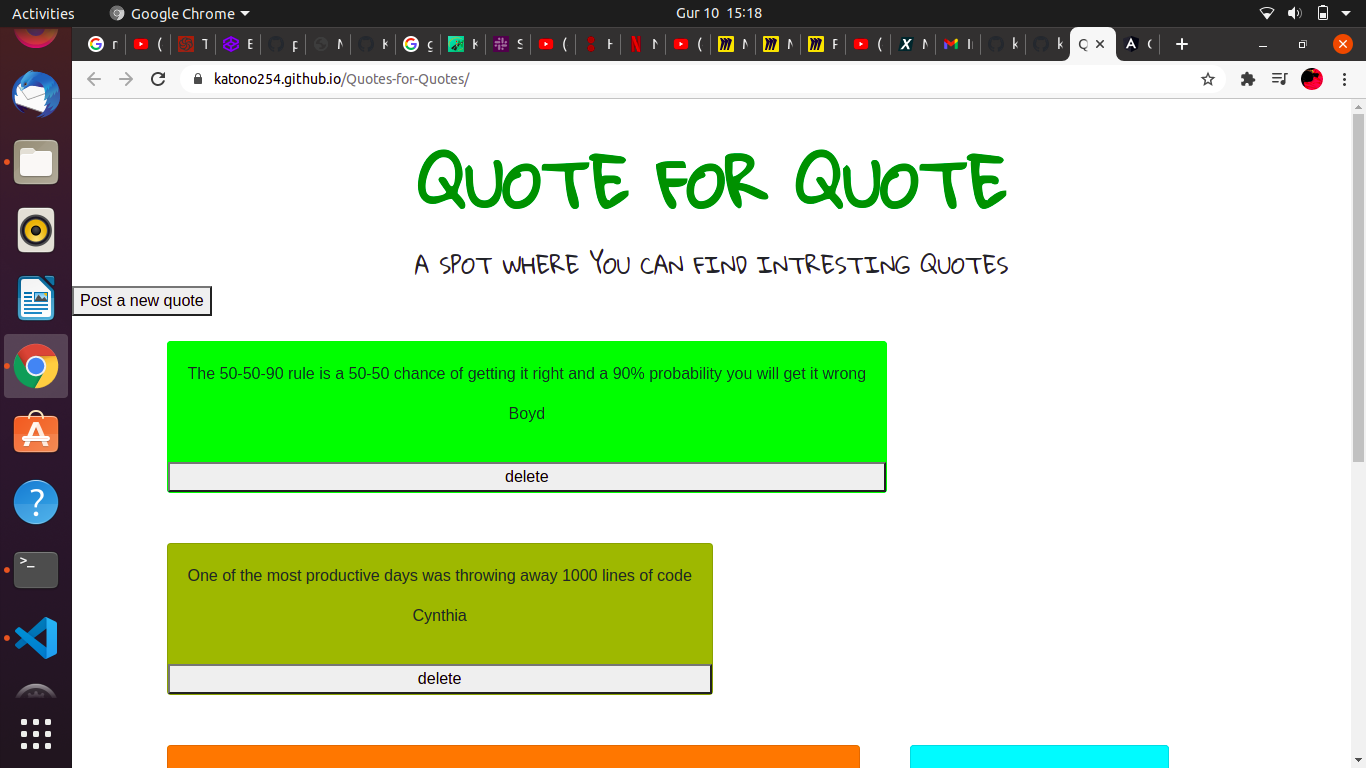 Activities
Google Chrome
Gur 10 15:18
katono254.github.io/Quotes-for-Quotes/
QUOTE FOR QUOTE
A SPOT WHERE YOU CAN FIND INTRESTING QUOTES
Post a new quote
The 50-50-90 rule is a 50-50 chance of getting it right and a 90% probability you will get it wrong
Boyd
delete
One of the most productive days was throwing away 1000 lines of code
Cynthia
delete